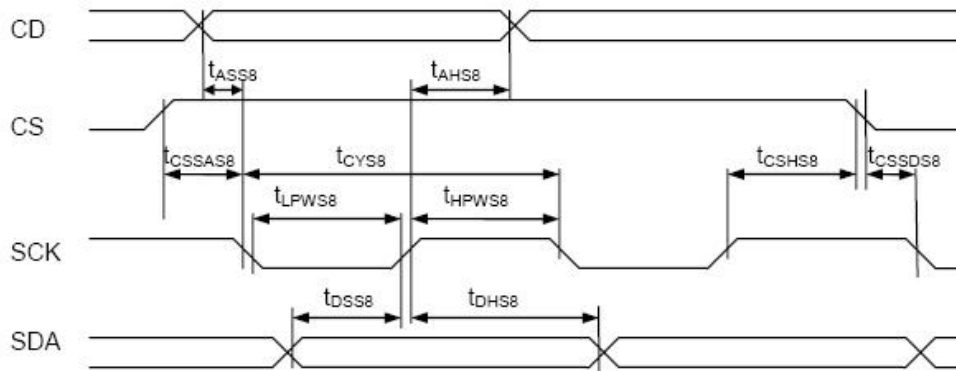 CD
tASS8
tAHS8
CS
tCSSAS8
tCYS8
tCSHS8
tCSSDS8
tLPWS8
tHPWS8
SCK
tDSS8
tDHS8
SDA